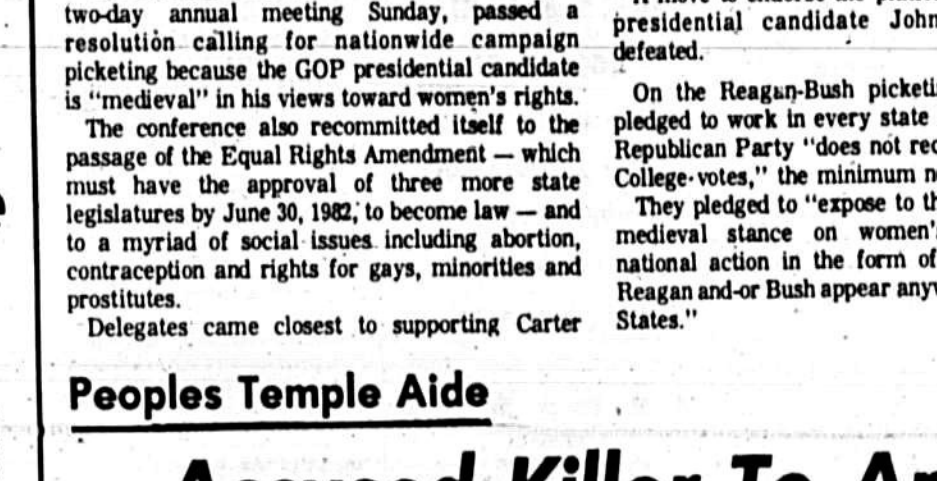 two-day annual meeting Sunday, passed a
resolution calling for nationwide campaign
picketing because the GOP presidential candidate
is "medieval" in his views toward women's rights.
The conference also recommitted itself to the
passage of the Equal Rights Amendment — which
must have the approval of three more state
legislatures by June 30, 1982, to become law — and
to a myriad of social issues including abortion,
contraception and rights for gays, minorities and
prostitutes.
Delegates came closest to supporting Carter
presidential candidate John
defeated.
On the Reagan-Bush
pledged to work in every state
Republican Party "does not
College votes," the minimum
They pledged to "expose to
medieval stance on
national action in the form of
Reagan and-or Bush appear
States."
Peoples Temple Aide
Killer To